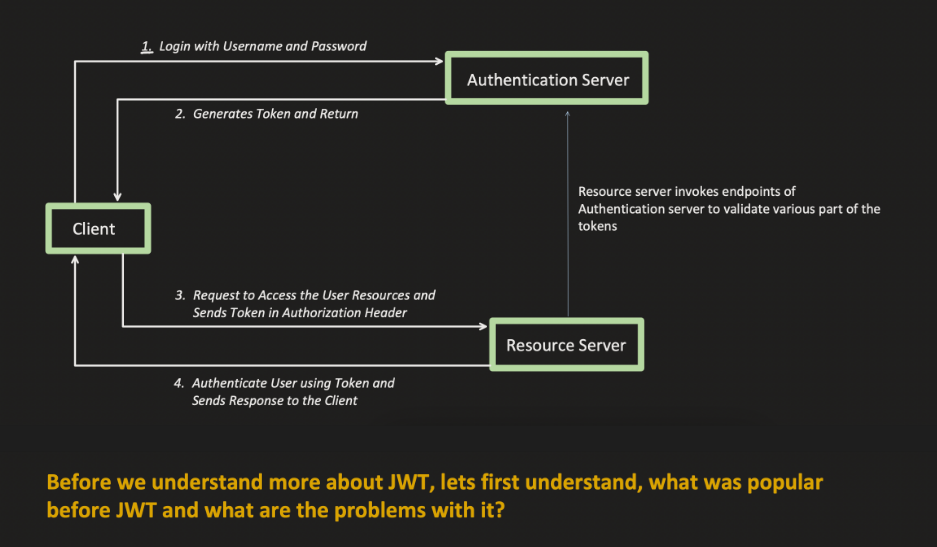 1. Login with Username and Password
Authentication Server
2. Generates Token and Return
Resource server invokes endpoints of
Authentication server to validate various part of the
tokens
Client
3. Request to Access the User Resources and
Sends Token in Authorization Header
Resource Server
4. Authenticate User using Token and
Sends Response to the Client
Before we understand more about JWT, lets first understand, what was popular
before JWT and what are the problems with it?